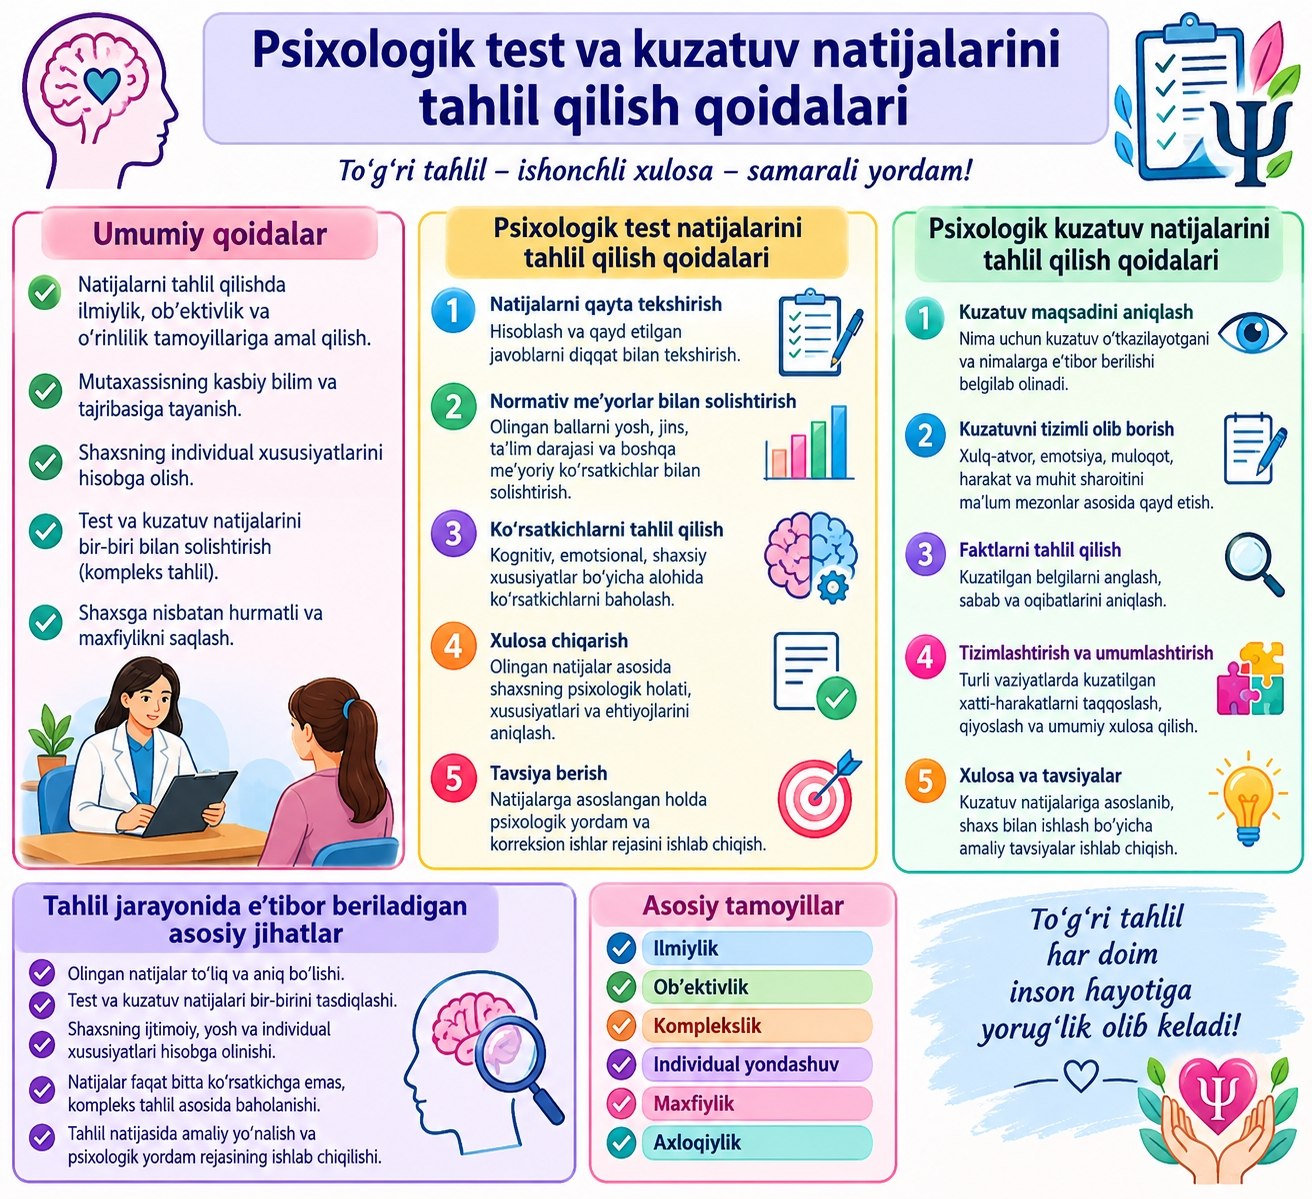 Psixologik test va kuzatuv natijalarini
tahlil qilish qoidalari
To‘g‘ri tahlil – ishonchli xulosa – samarali yordam!
Umumiy qoidalar
Natijalarni tahlil qilishda
ilmiylik, ob’ektivlik va
o‘rinlilik tamoyillariga amal qilish.
Mutaxassisning kasbiy bilim va
tajribasiga tayanish.
Shaxsning individual xususiyatlarini
hisobga olish.
Test va kuzatuv natijalarini
bir-biri bilan solishtirish
(kompleks tahlil).
Shaxsga nisbatan hurmatli va
maxfiylikni saqlash.
Psixologik test natijalarini
tahlil qilish qoidalari
1 Natijalarni qayta tekshirish
Hisoblash va qayd etilgan
javoblarni diqqat bilan tekshirish.
2 Normativ me’yorlar bilan solishtirish
Olingan ballarni yosh, jins,
ta’lim darajasi va boshqa
me’yoriy ko‘rsatkichlar bilan
solishtirish.
3 Ko‘rsatkichlarni tahlil qilish
Kognitiv, emotsional, shaxsiy
xususiyatlar bo‘yicha alohida
ko‘rsatkichlarni baholash.
4 Xulosa chiqarish
Olingan natijalar asosida
shaxsning psixologik holati,
xususiyatlari va ehtiyojlarini
aniqlash.
5 Tavsiya berish
Natijalarga asoslangan holda
psixologik yordam va
korreksion ishlar rejasini ishlab chiqish.
Psixologik kuzatuv natijalarini
tahlil qilish qoidalari
1 Kuzatuv maqsadini aniqlash
Nima uchun kuzatuv o‘tkazilayotgani
va nimalarga e’tibor berilishi
belgilab olinadi.
2 Kuzatuvni tizimli olib borish
Xulq-atvor, emotsiya, muloqot,
harakat va muhit sharoitini
ma’lum mezonlar asosida qayd etish.
3 Faktlarni tahlil qilish
Kuzatilgan belgilarni anglash,
sabab va oqibatlarini aniqlash.
4 Tizimlashtirish va umumlashtirish
Turli vaziyatlarda kuzatilgan
xatti-harakatlarni taqqoslash,
qiyoslash va umumiy xulosa qilish.
5 Xulosa va tavsiyalar
Kuzatuv natijalariga asoslanib,
shaxs bilan ishlash bo‘yicha
amaliy tavsiyalar ishlab chiqish.
Tahlil jarayonida e’tibor beriladigan
asosiy jihatlar
Olingan natijalar to‘liq va aniq bo‘lishi.
Test va kuzatuv natijalari bir-birini tasdiqlashi.
Shaxsning ijtimoiy, yosh va individual
xususiyatlari hisobga olinishi.
Natijalar faqat bitta ko‘rsatkichga emas,
kompleks tahlil asosida baholanishi.
Tahlil natijasida amaliy yo‘nalish va
psixologik yordam rejasining ishlab chiqilishi.
Asosiy tamoyillar
Ilmiylik
Ob’ektivlik
Komplekslik
Individual yondashuv
Maxfiylik
Axloqiylik
To‘g‘ri tahlil
har doim
inson hayotiga
yorug‘lik olib keladi!